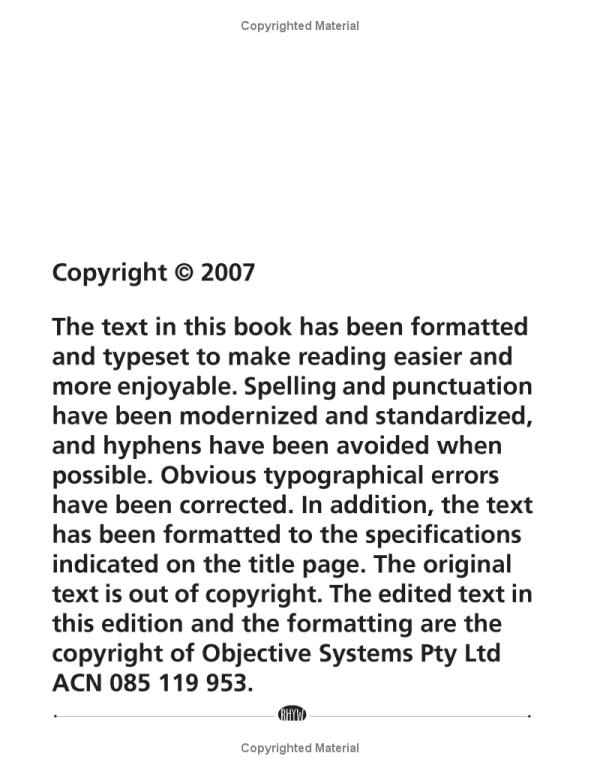 Copyrighted Material
Copyright © 2007
The text in this book has been formatted
and typeset to make reading easier and
more enjoyable. Spelling and punctuation
have been modernized and standardized,
and hyphens have been avoided when
possible. Obvious typographical errors
have been corrected. In addition, the text
has been formatted to the specifications
indicated on the title page. The original
text is out of copyright. The edited text in
this edition and the formatting are the
copyright of Objective Systems Pty Ltd
ACN 085 119 953.
RHYW
Copyrighted Material